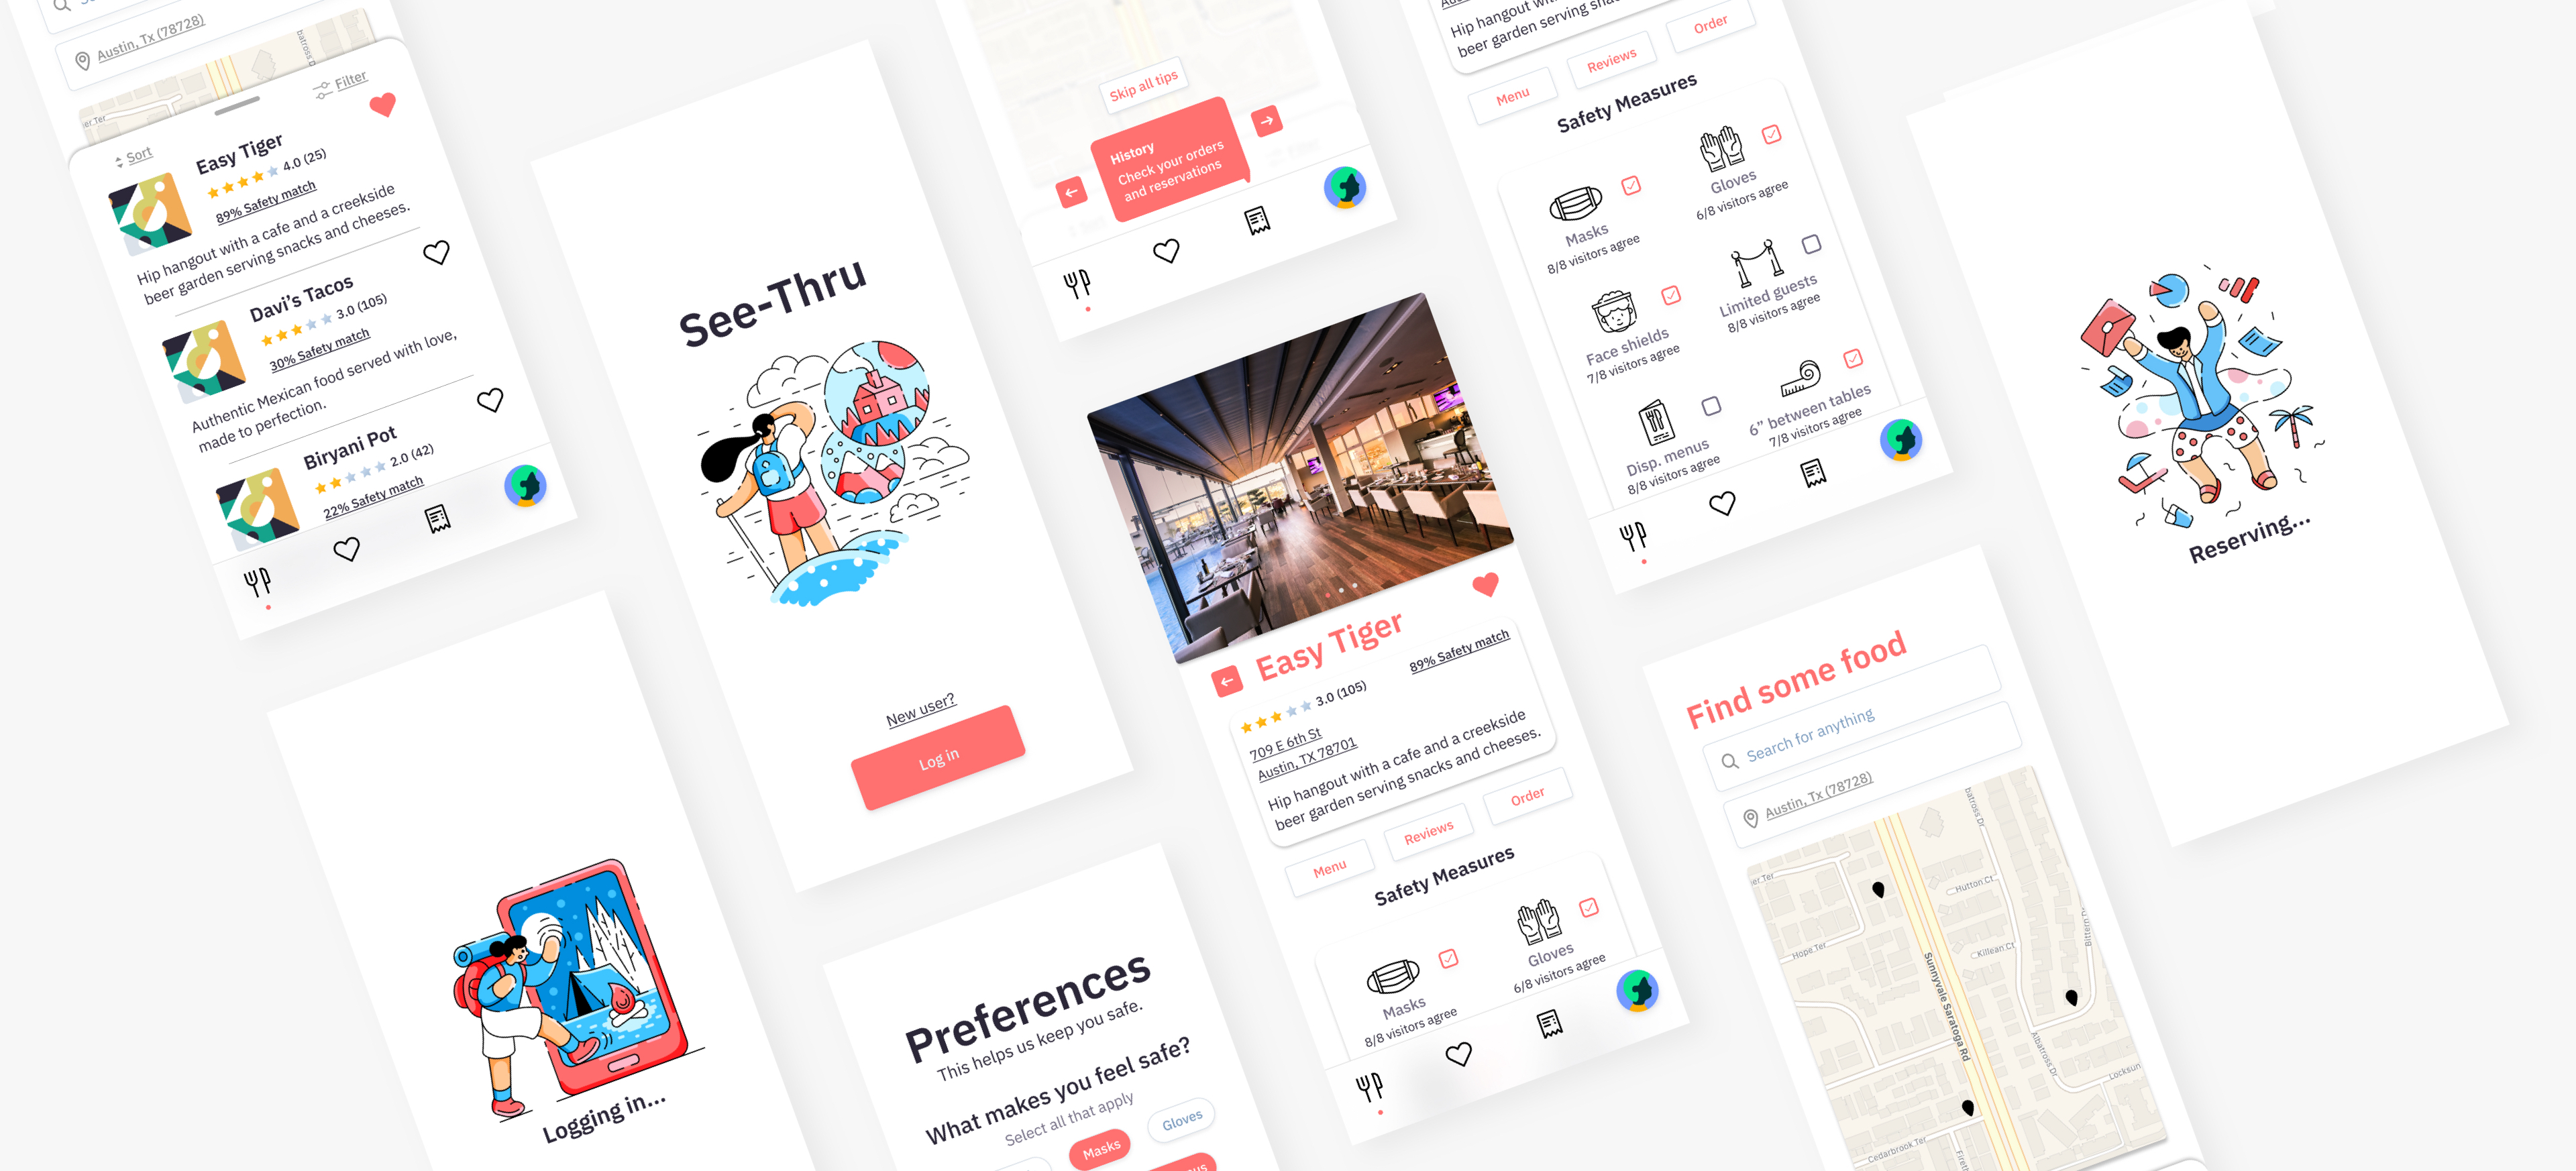 Austin, Tx (78728)
Filter
Sort
Easy Tiger
4.0 (25)
89% Safety match
Hip hangout with a cafe and a creekside
beer garden serving snacks and cheeses.
Davi's Tacos
3.0 (105)
30% Safety match
Authentic Mexican food served with love,
made to perfection.
Biryani Pot
2.0 (42)
22% Safety match
Logging in...
See-Thru
New user?
Log in
Preferences
This helps us keep you safe.
What makes you feel safe?
Select all that apply
Masks
Gloves
Skip all tips
History
Check your orders
and reservations
Easy Tiger
89% Safety match
3.0 (105)
709 E 6th St
Austin, TX 78701
Hip hangout with a cafe and a creekside
beer garden serving snacks and cheeses.
Menu
Reviews
Order
Safety Measures
Masks
8/8 visitors agree
Gloves
6/8 visitors agree
Hip hangout
beer garden serving
Menu
Reviews
Order
Safety Measures
Masks
8/8 visitors agree
Gloves
6/8 visitors agree
Face shields
7/8 visitors agree
Limited guests
8/8 visitors agree
Disp. menus
8/8 visitors agree
6” between tables
7/8 visitors agree
Find some food
Search for anything
Austin, Tx (78728)
Hutton Ct
Hope Ter
Killean Ct
Sunnyvale Saratoga Rd
Albatross Dr
Cedarbrook Ter
Reserving...